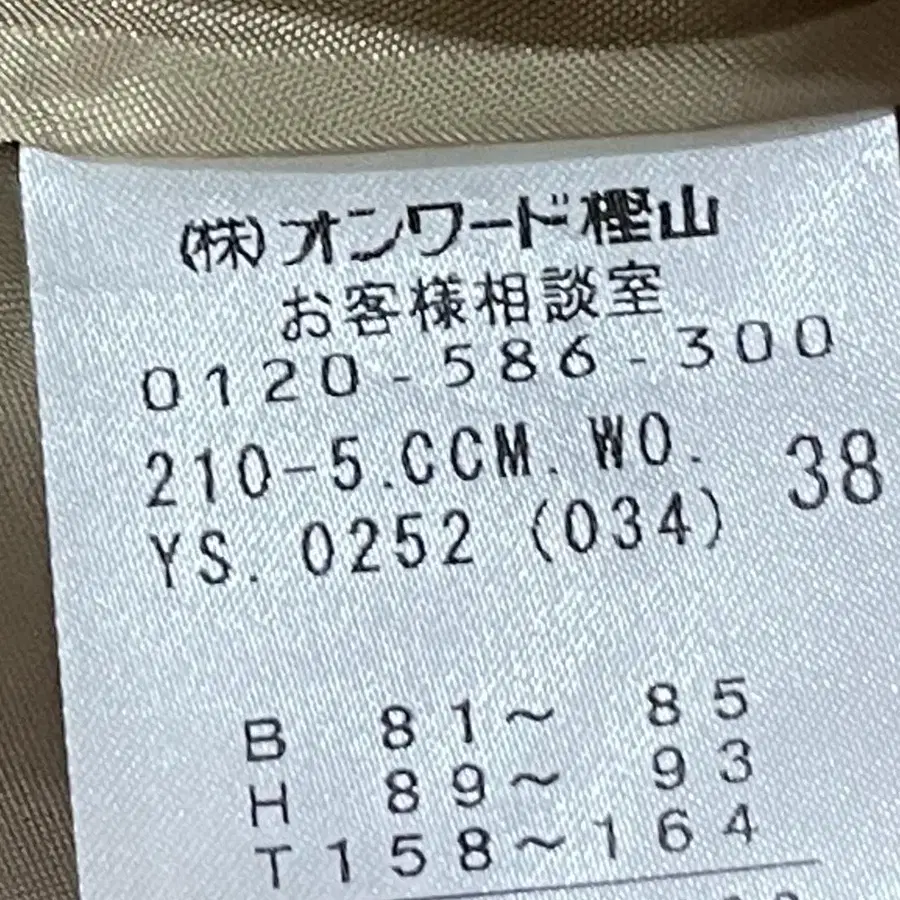 (株)オンワード樫山
お客様相談室
0120-586-300
210-5.CCM.WO. 38
YS. 0252 (034)
B 81~ 85
H 89~ 93
T158~164